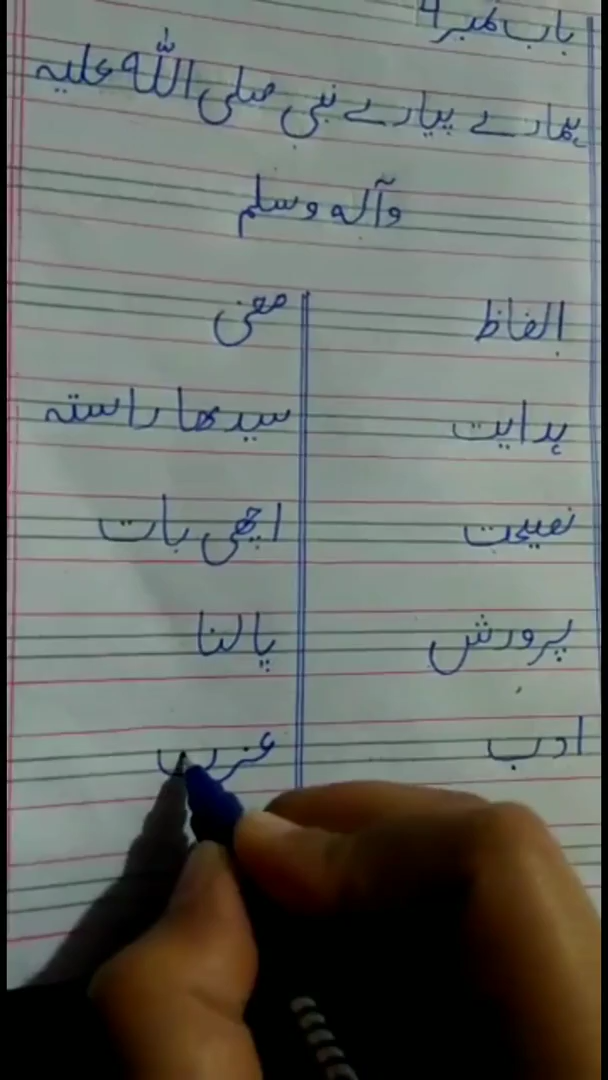 باب نمبر 4
ہمارے پیارے نبی صلی اللہ علیہ
وآلہ وسلم
الفاظ معنی
ہدایت سیدھا راستہ
نصیحت اچھی بات
پرورش پالنا
ادب